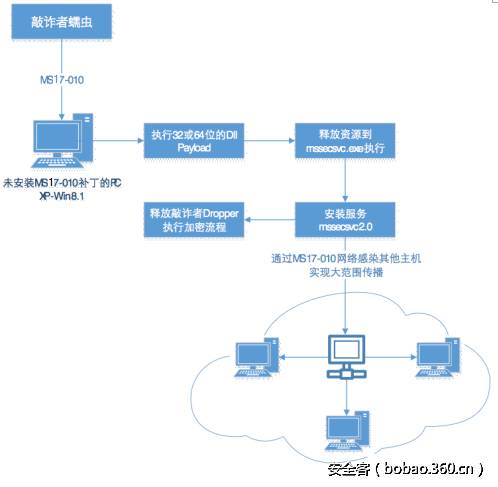 敲诈者蠕虫
MS17-010
执行32或64位的Dll
Payload
释放资源到
mssecsvc.exe执行
未安装MS17-010补丁的PC
XP-Win8.1
释放敲诈者Dropper
执行加密流程
安装服务
mssecsvc2.0
通过MS17-010网络感染其他主机
实现大范围传播
安全客（bobao.360.cn）